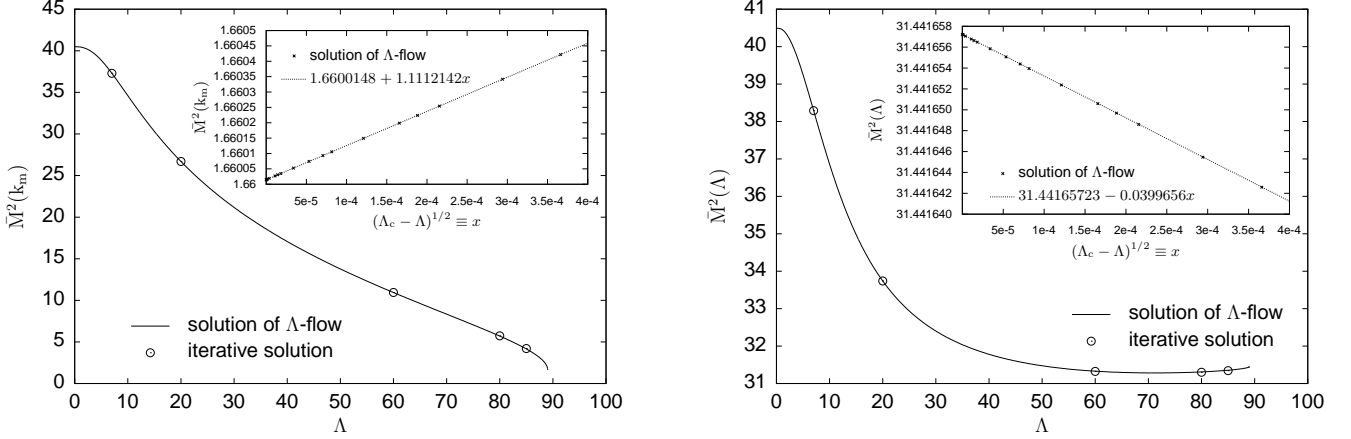 45
40
35
30
25
20
15
10
5
0
M̄²(kₘ)
0 10 20 30 40 50 60 70 80 90 100
Λ
solution of Λ-flow
iterative solution
1.6605
1.66045
1.6604
1.66035
1.6603
1.66025
1.6602
1.66015
1.6601
1.66005
1.66
M̄²(kₘ)
solution of Λ-flow
1.6600148 + 1.1112142x
5e-5 1e-4 1.5e-4 2e-4 2.5e-4 3e-4 3.5e-4 4e-4
(Λ_c − Λ)^{1/2} ≡ x
41
40
39
38
37
36
35
34
33
32
31
M̄²(Λ)
0 10 20 30 40 50 60 70 80 90 100
Λ
solution of Λ-flow
iterative solution
31.441658
31.441656
31.441654
31.441652
31.441650
31.441648
31.441646
31.441644
31.441642
31.441640
M̄²(Λ)
solution of Λ-flow
31.44165723 − 0.0399656x
5e-5 1e-4 1.5e-4 2e-4 2.5e-4 3e-4 3.5e-4 4e-4
(Λ_c − Λ)^{1/2} ≡ x